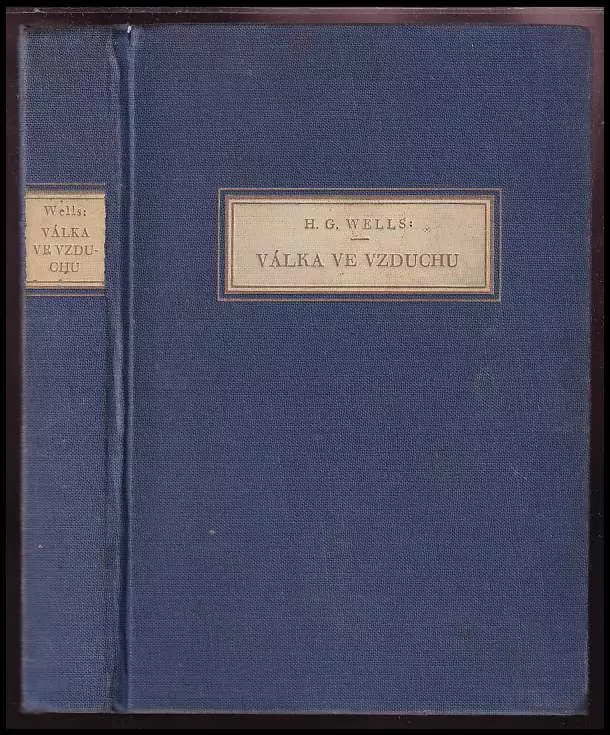 Wells:
VÁLKA
VE VZDU-
CHU
H. G. WELLS:
VÁLKA VE VZDUCHU